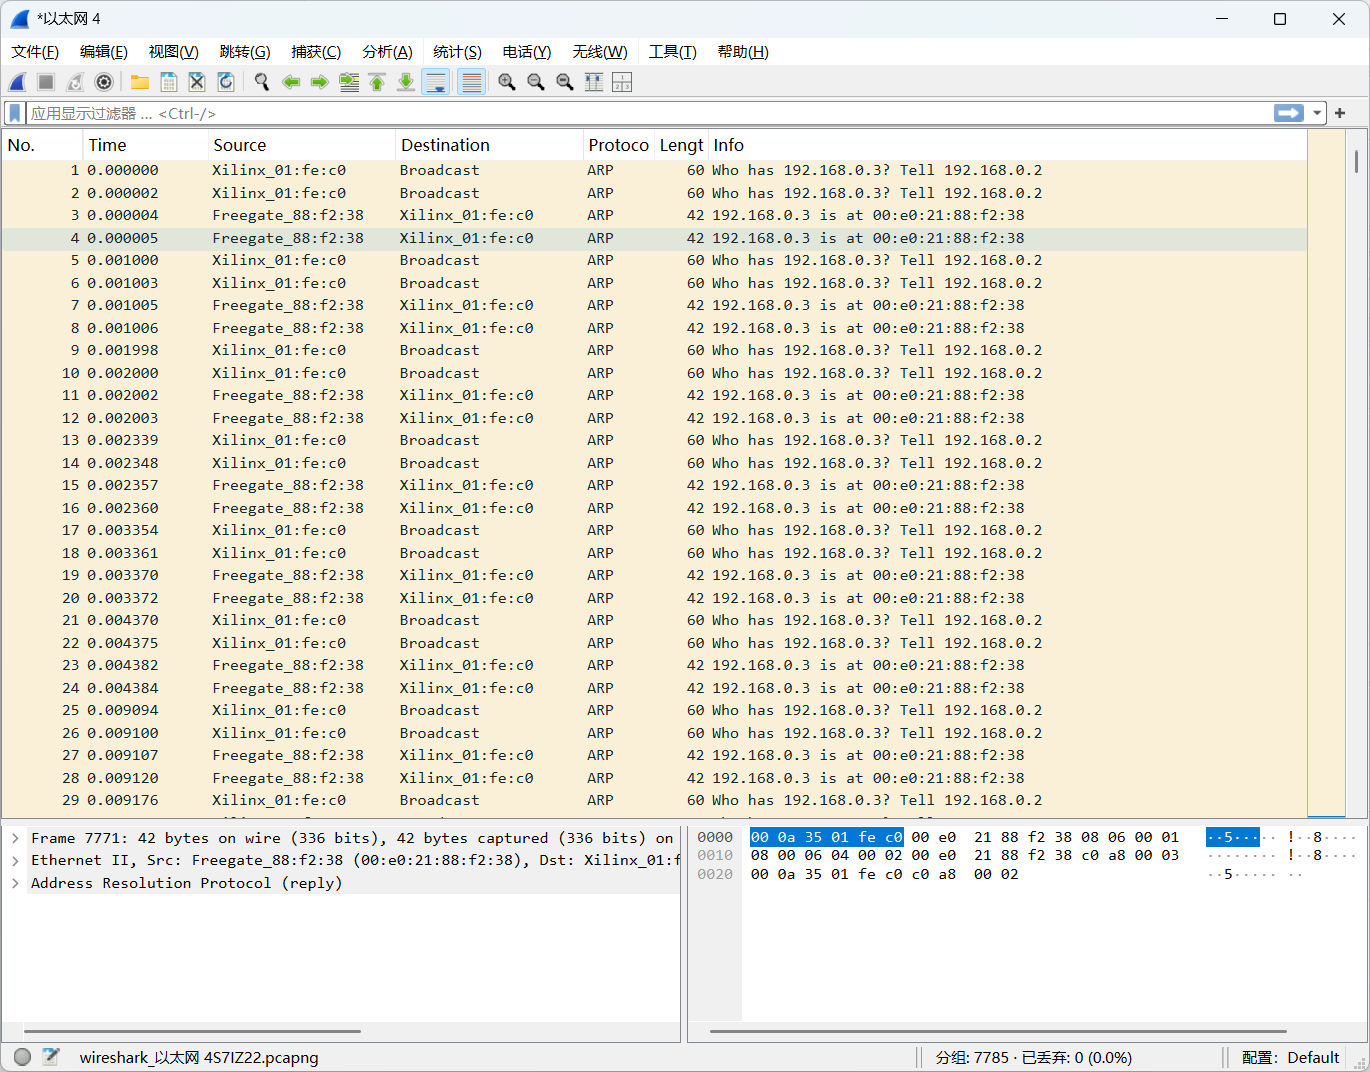 *以太网 4
文件(F) 编辑(E) 视图(V) 跳转(G) 捕获(C) 分析(A) 统计(S) 电话(Y) 无线(W) 工具(T) 帮助(H)
应用显示过滤器 … <Ctrl-/>
No. Time Source Destination Protoco Lengt Info
1 0.000000 Xilinx_01:fe:c0 Broadcast ARP 60 Who has 192.168.0.3? Tell 192.168.0.2
2 0.000002 Xilinx_01:fe:c0 Broadcast ARP 60 Who has 192.168.0.3? Tell 192.168.0.2
3 0.000004 Freegate_88:f2:38 Xilinx_01:fe:c0 ARP 42 192.168.0.3 is at 00:e0:21:88:f2:38
4 0.000005 Freegate_88:f2:38 Xilinx_01:fe:c0 ARP 42 192.168.0.3 is at 00:e0:21:88:f2:38
5 0.001000 Xilinx_01:fe:c0 Broadcast ARP 60 Who has 192.168.0.3? Tell 192.168.0.2
6 0.001003 Xilinx_01:fe:c0 Broadcast ARP 60 Who has 192.168.0.3? Tell 192.168.0.2
7 0.001005 Freegate_88:f2:38 Xilinx_01:fe:c0 ARP 42 192.168.0.3 is at 00:e0:21:88:f2:38
8 0.001006 Freegate_88:f2:38 Xilinx_01:fe:c0 ARP 42 192.168.0.3 is at 00:e0:21:88:f2:38
9 0.001998 Xilinx_01:fe:c0 Broadcast ARP 60 Who has 192.168.0.3? Tell 192.168.0.2
10 0.002000 Xilinx_01:fe:c0 Broadcast ARP 60 Who has 192.168.0.3? Tell 192.168.0.2
11 0.002002 Freegate_88:f2:38 Xilinx_01:fe:c0 ARP 42 192.168.0.3 is at 00:e0:21:88:f2:38
12 0.002003 Freegate_88:f2:38 Xilinx_01:fe:c0 ARP 42 192.168.0.3 is at 00:e0:21:88:f2:38
13 0.002339 Xilinx_01:fe:c0 Broadcast ARP 60 Who has 192.168.0.3? Tell 192.168.0.2
14 0.002348 Xilinx_01:fe:c0 Broadcast ARP 60 Who has 192.168.0.3? Tell 192.168.0.2
15 0.002357 Freegate_88:f2:38 Xilinx_01:fe:c0 ARP 42 192.168.0.3 is at 00:e0:21:88:f2:38
16 0.002360 Freegate_88:f2:38 Xilinx_01:fe:c0 ARP 42 192.168.0.3 is at 00:e0:21:88:f2:38
17 0.003354 Xilinx_01:fe:c0 Broadcast ARP 60 Who has 192.168.0.3? Tell 192.168.0.2
18 0.003361 Xilinx_01:fe:c0 Broadcast ARP 60 Who has 192.168.0.3? Tell 192.168.0.2
19 0.003370 Freegate_88:f2:38 Xilinx_01:fe:c0 ARP 42 192.168.0.3 is at 00:e0:21:88:f2:38
20 0.003372 Freegate_88:f2:38 Xilinx_01:fe:c0 ARP 42 192.168.0.3 is at 00:e0:21:88:f2:38
21 0.004370 Xilinx_01:fe:c0 Broadcast ARP 60 Who has 192.168.0.3? Tell 192.168.0.2
22 0.004375 Xilinx_01:fe:c0 Broadcast ARP 60 Who has 192.168.0.3? Tell 192.168.0.2
23 0.004382 Freegate_88:f2:38 Xilinx_01:fe:c0 ARP 42 192.168.0.3 is at 00:e0:21:88:f2:38
24 0.004384 Freegate_88:f2:38 Xilinx_01:fe:c0 ARP 42 192.168.0.3 is at 00:e0:21:88:f2:38
25 0.009094 Xilinx_01:fe:c0 Broadcast ARP 60 Who has 192.168.0.3? Tell 192.168.0.2
26 0.009100 Xilinx_01:fe:c0 Broadcast ARP 60 Who has 192.168.0.3? Tell 192.168.0.2
27 0.009107 Freegate_88:f2:38 Xilinx_01:fe:c0 ARP 42 192.168.0.3 is at 00:e0:21:88:f2:38
28 0.009120 Freegate_88:f2:38 Xilinx_01:fe:c0 ARP 42 192.168.0.3 is at 00:e0:21:88:f2:38
29 0.009176 Xilinx_01:fe:c0 Broadcast ARP 60 Who has 192.168.0.3? Tell 192.168.0.2
Frame 7771: 42 bytes on wire (336 bits), 42 bytes captured (336 bits) on
Ethernet II, Src: Freegate_88:f2:38 (00:e0:21:88:f2:38), Dst: Xilinx_01:f
Address Resolution Protocol (reply)
0000 00 0a 35 01 fe c0 00 e0 21 88 f2 38 08 06 00 01 ··5····· !··8····
0010 08 00 06 04 00 02 00 e0 21 88 f2 38 c0 a8 00 03 ········ !··8····
0020 00 0a 35 01 fe c0 c0 a8 00 02 ··5····· ··
wireshark_以太网 4S7IZ22.pcapng
分组: 7785 · 已丢弃: 0 (0.0%)
配置: Default